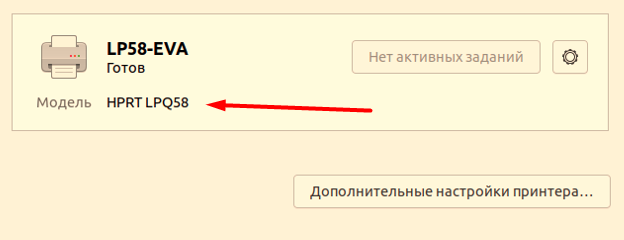 LP58-EVA
Готов
Нет активных заданий
Модель HPRT LPQ58
Дополнительные настройки принтера...